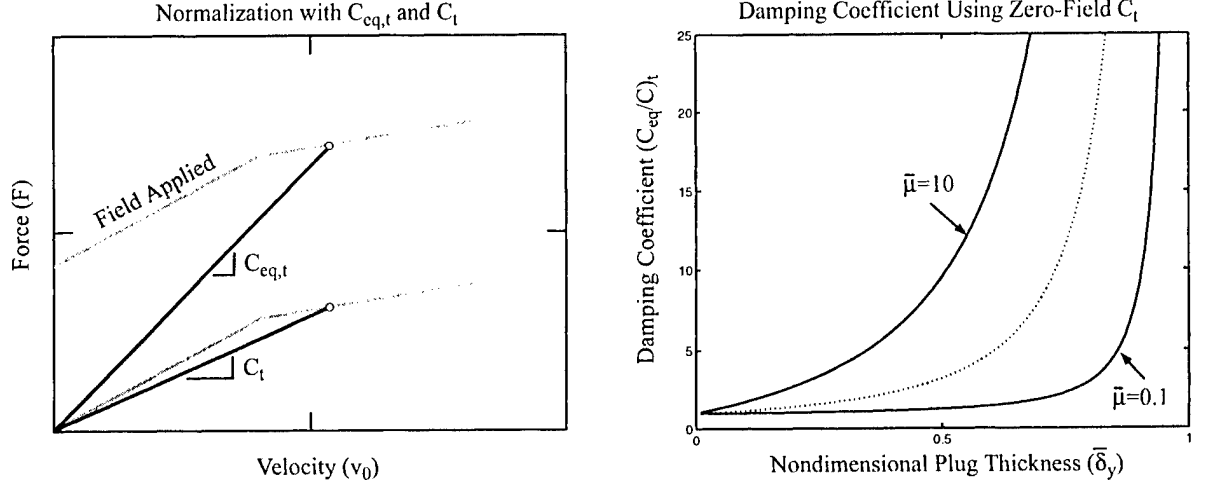 Normalization with C_eq,t and C_t
Force (F)
Field Applied
C_eq,t
C_t
Velocity (v_0)
Damping Coefficient Using Zero-Field C_t
Damping Coefficient (C_eq/C)_t
25
20
15
10
5
0
μ̄=10
μ̄=0.1
0
0.5
1
Nondimensional Plug Thickness (δ̄_y)